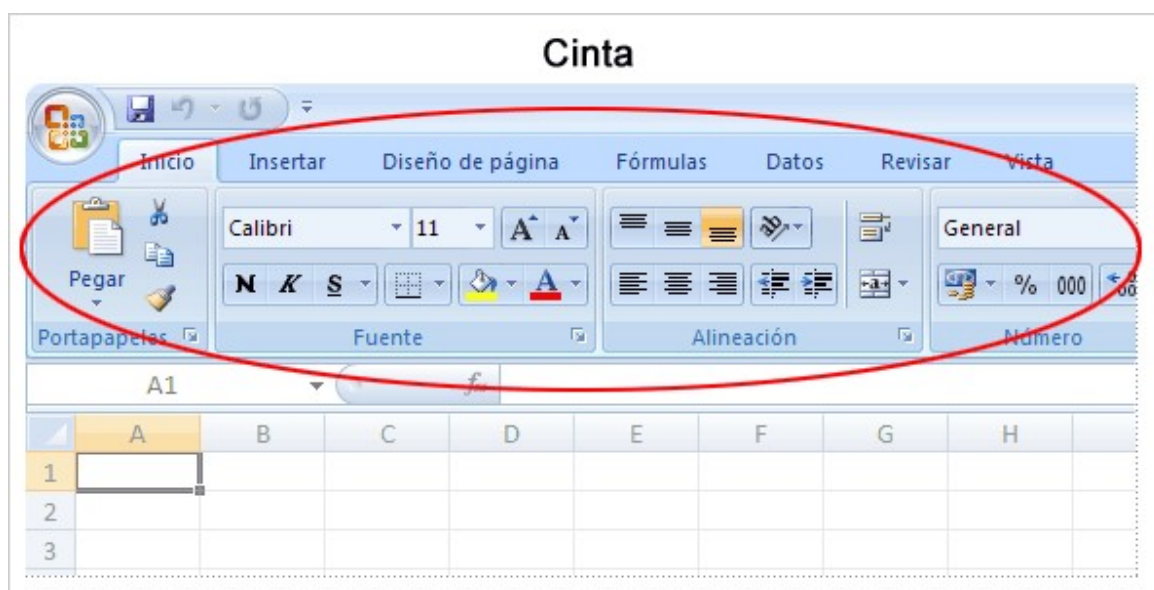 Cinta
Inicio Insertar Diseño de página Fórmulas Datos Revisar Vista
Calibri 11 A A General
Pegar N K S A a % 000
Portapapeles Fuente Alineación Número
A1 fx
A B C D E F G H
1
2
3